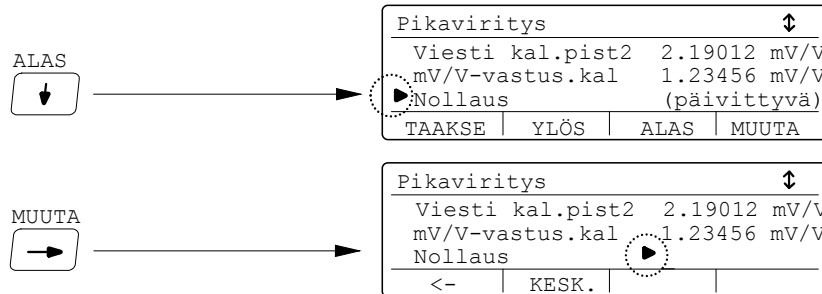 Pikaviritys
ALAS
Viesti kal.pist2 2.19012 mV/V
mV/V-vastus.kal 1.23456 mV/V
Nollaus (päivittyvä)
TAAKSE YLÖS ALAS MUUTA
Pikaviritys
MUUTA
Viesti kal.pist2 2.19012 mV/V
mV/V-vastus.kal 1.23456 mV/V
Nollaus _
<- KESK.